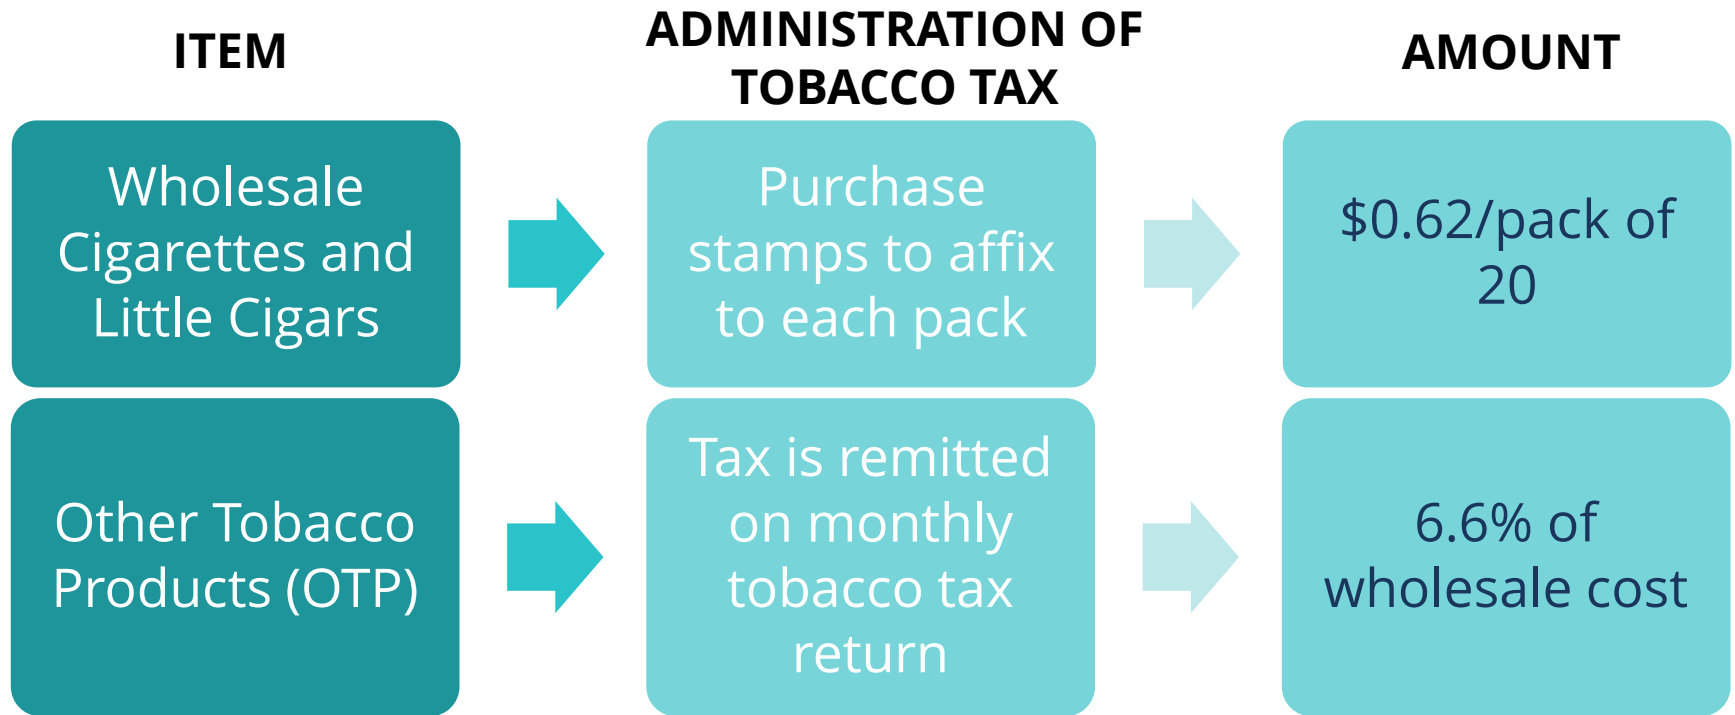 ITEM
ADMINISTRATION OF
TOBACCO TAX
AMOUNT
Wholesale
Cigarettes and
Little Cigars
Purchase
stamps to affix
to each pack
$0.62/pack of
20
Other Tobacco
Products (OTP)
Tax is remitted
on monthly
tobacco tax
return
6.6% of
wholesale cost